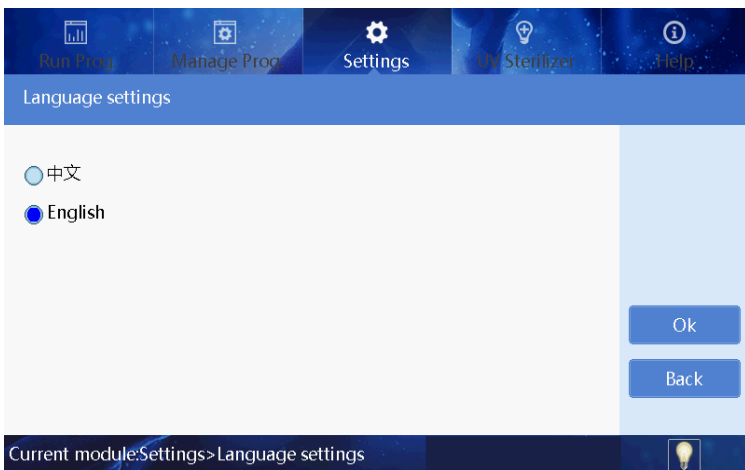 Run Prog. Manage Prog. Settings UV Sterilizer Help
Language settings
中文
English
Ok
Back
Current module:Settings>Language settings